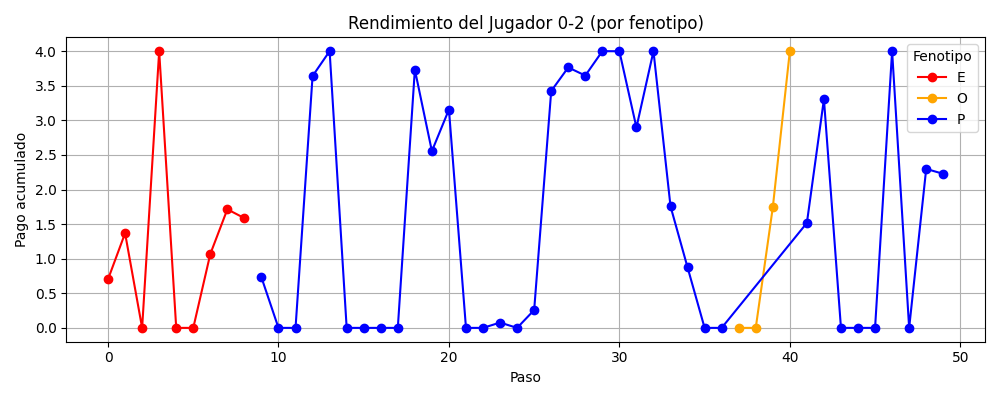 Rendimiento del Jugador 0-2 (por fenotipo)
Pago acumulado
4.0
3.5
3.0
2.5
2.0
1.5
1.0
0.5
0.0
Fenotipo
E
O
P
0 10 20 30 40 50
Paso